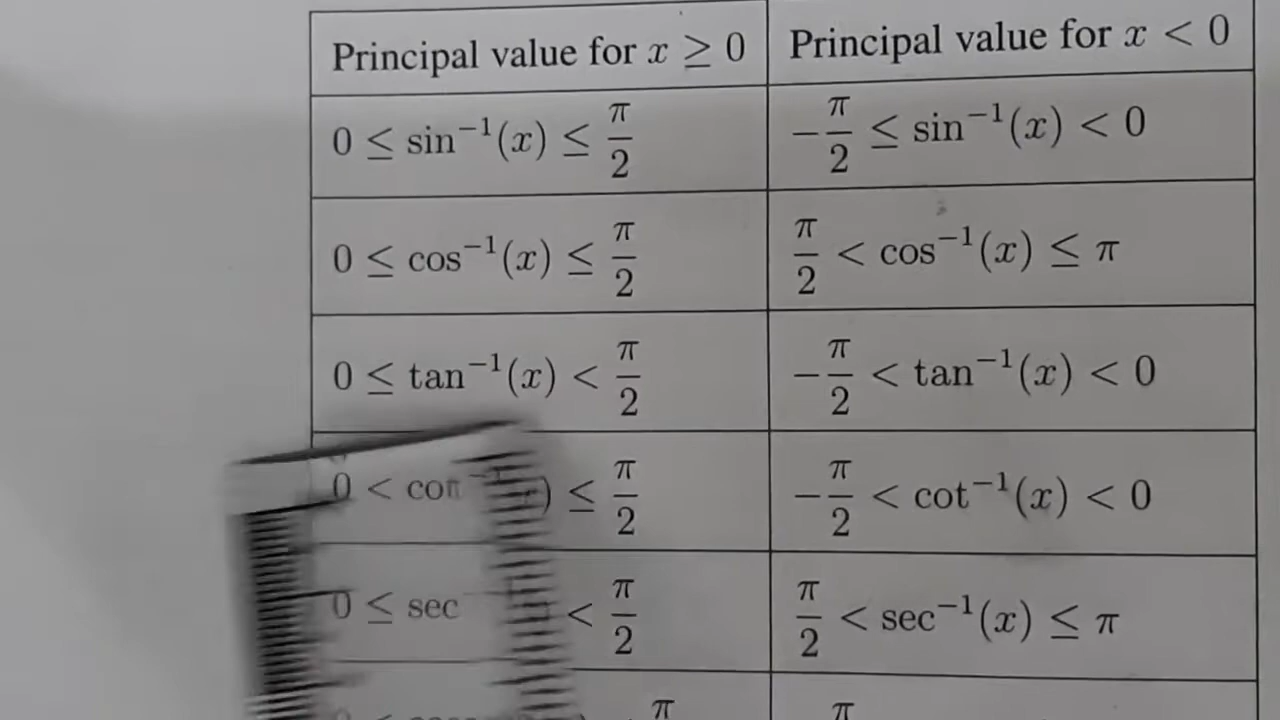 Principal value for x ≥ 0 Principal value for x < 0
0 ≤ sin⁻¹(x) ≤ π/2 -π/2 ≤ sin⁻¹(x) < 0
0 ≤ cos⁻¹(x) ≤ π/2 π/2 < cos⁻¹(x) ≤ π
0 ≤ tan⁻¹(x) < π/2 -π/2 < tan⁻¹(x) < 0
0 < ) ≤ π/2 -π/2 < cot⁻¹(x) < 0
0 ≤ sec < π/2 π/2 < sec⁻¹(x) ≤ π
π π